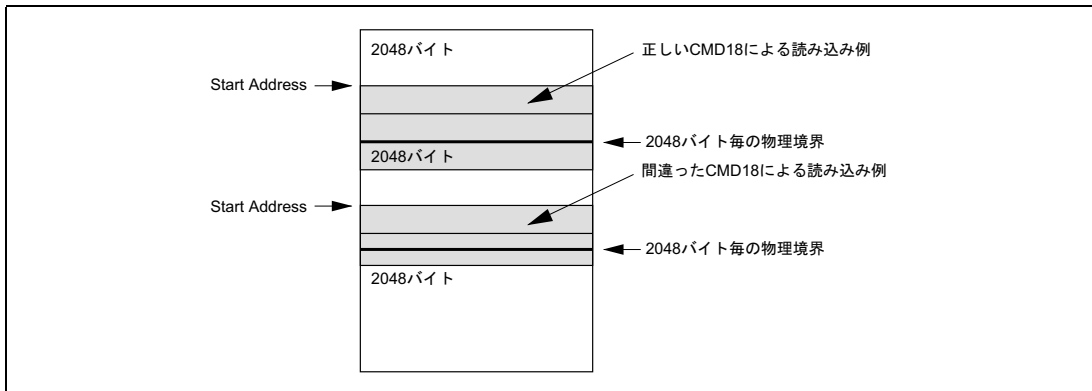 2048バイト
正しいCMD18による読み込み例
Start Address
2048バイト毎の物理境界
2048バイト
間違ったCMD18による読み込み例
Start Address
2048バイト毎の物理境界
2048バイト